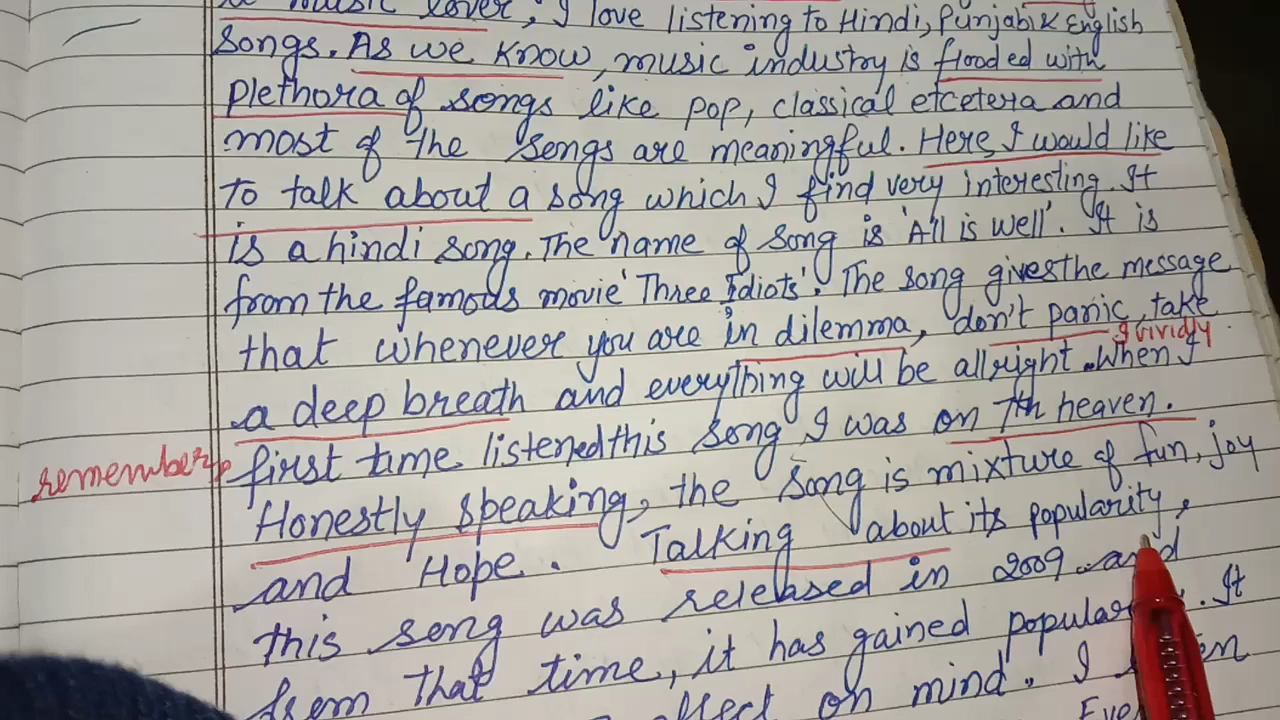 music lover, I love listening to Hindi, Punjabi & English
songs. As we know, music industry is flooded with
plethora of songs like pop, classical etcetera and
most of the songs are meaningful. Here, I would like
to talk about a song which I find very interesting. It
is a hindi song. The name of song is 'All is well'. It is
from the famous movie 'Three Idiots'. The song gives the message
that whenever you are in dilemma, don't panic, take
I vividly
a deep breath and everything will be allright. When I
remember, first time listened this song I was on 7th heaven.
Honestly speaking, the song is mixture of fun, joy
and Hope. Talking about its popularity,
this song was released in 2009 and
from that time, it has gained It
on mind. I